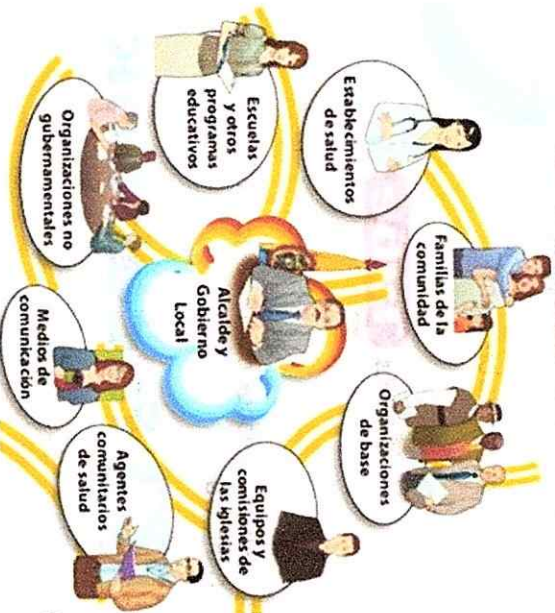 Escuelas
y otros
programas
educativos
Establecimientos
de salud
Familias de la
comunidad
Organizaciones
de base
Equipos y
comisiones de
las iglesias
Agentes
comunitarios
de salud
Medios de
comunicación
Organizaciones no
gubernamentales
Alcalde y
Gobierno
Local